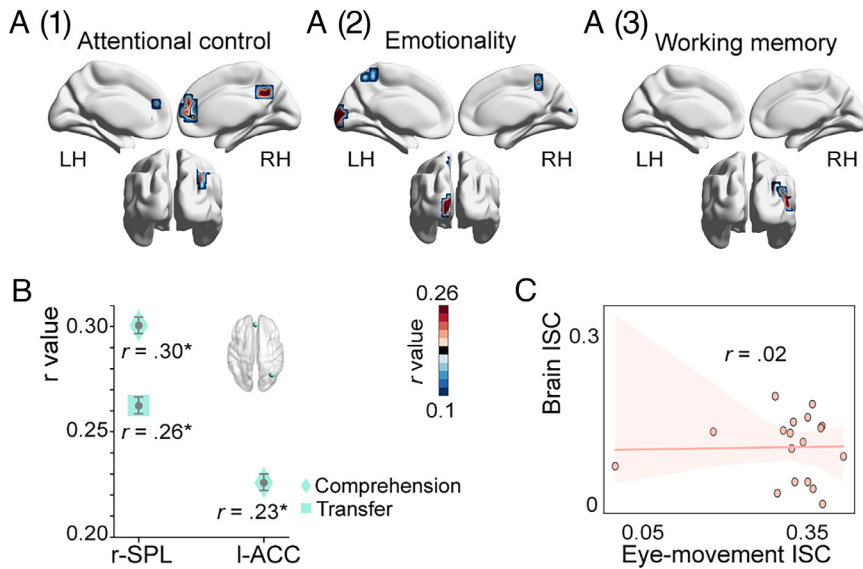 A (1)
Attentional control
LH
RH
A (2)
Emotionality
LH
RH
A (3)
Working memory
LH
RH
B
r value
0.30
0.25
0.20
r = .30*
r = .26*
r = .23*
r-SPL
l-ACC
Comprehension
Transfer
0.26
r value
0.1
C
Brain ISC
0.3
0
r = .02
0.05
0.35
Eye-movement ISC